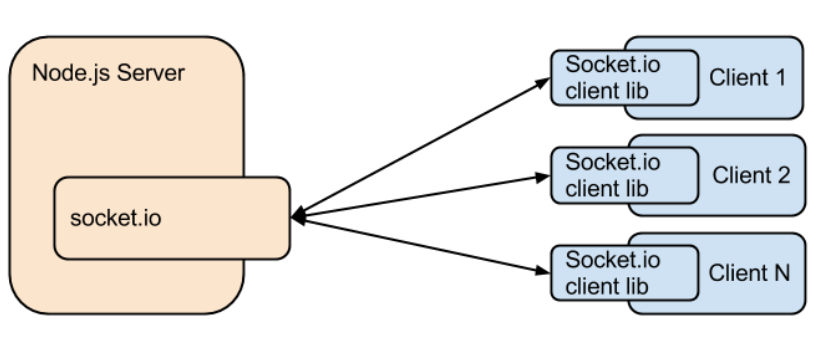 Node.js Server
socket.io
Socket.io
client lib
Client 1
Socket.io
client lib
Client 2
Socket.io
client lib
Client N